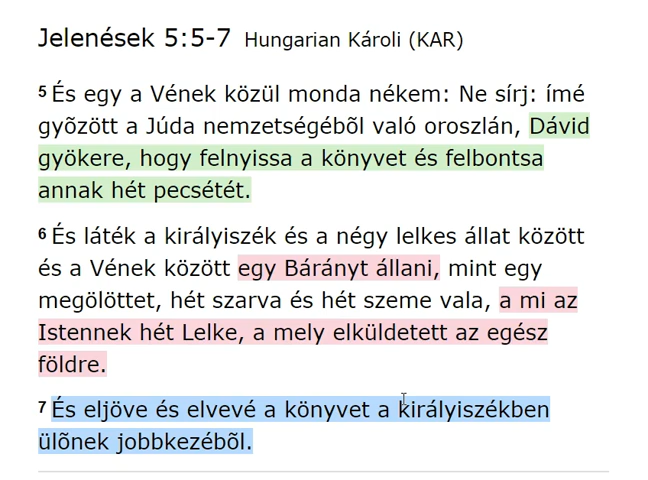 Jelenések 5:5-7 Hungarian Károli (KAR)
5 És egy a Vének közül monda nékem: Ne sírj: ímé
gyõzött a Júda nemzetségébõl való oroszlán, Dávid
gyökere, hogy felnyissa a könyvet és felbontsa
annak hét pecsétét.
6 És láték a királyiszék és a négy lelkes állat között
és a Vének között egy Bárányt állani, mint egy
megölöttet, hét szarva és hét szeme vala, a mi az
Istennek hét Lelke, a mely elküldetett az egész
földre.
7 És eljöve és elvevé a könyvet a királyiszékben
ülõnek jobbkezébõl.